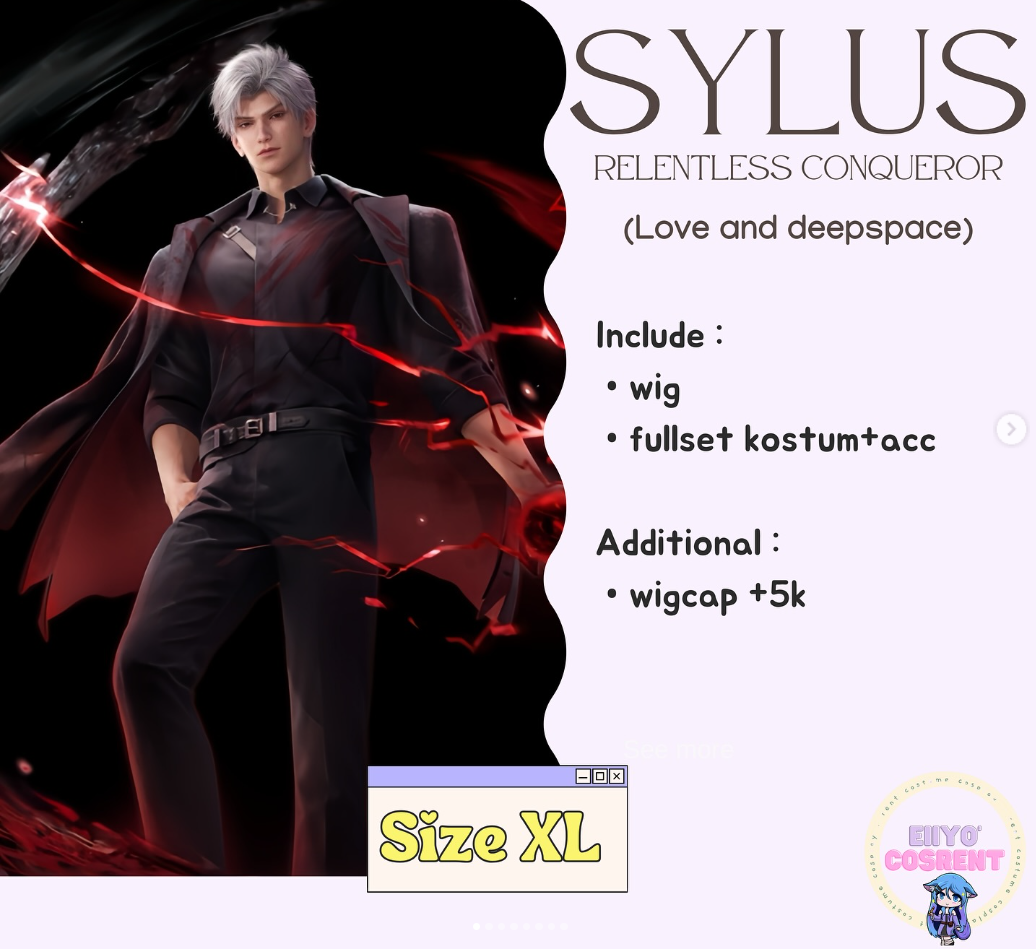 SYLUS
RELENTLESS CONQUEROR
(Love and deepspace)
Include :
• wig
• fullset kostum+acc
Additional :
• wigcap +5k
See more
Size XL
EIIYO'
COSRENT